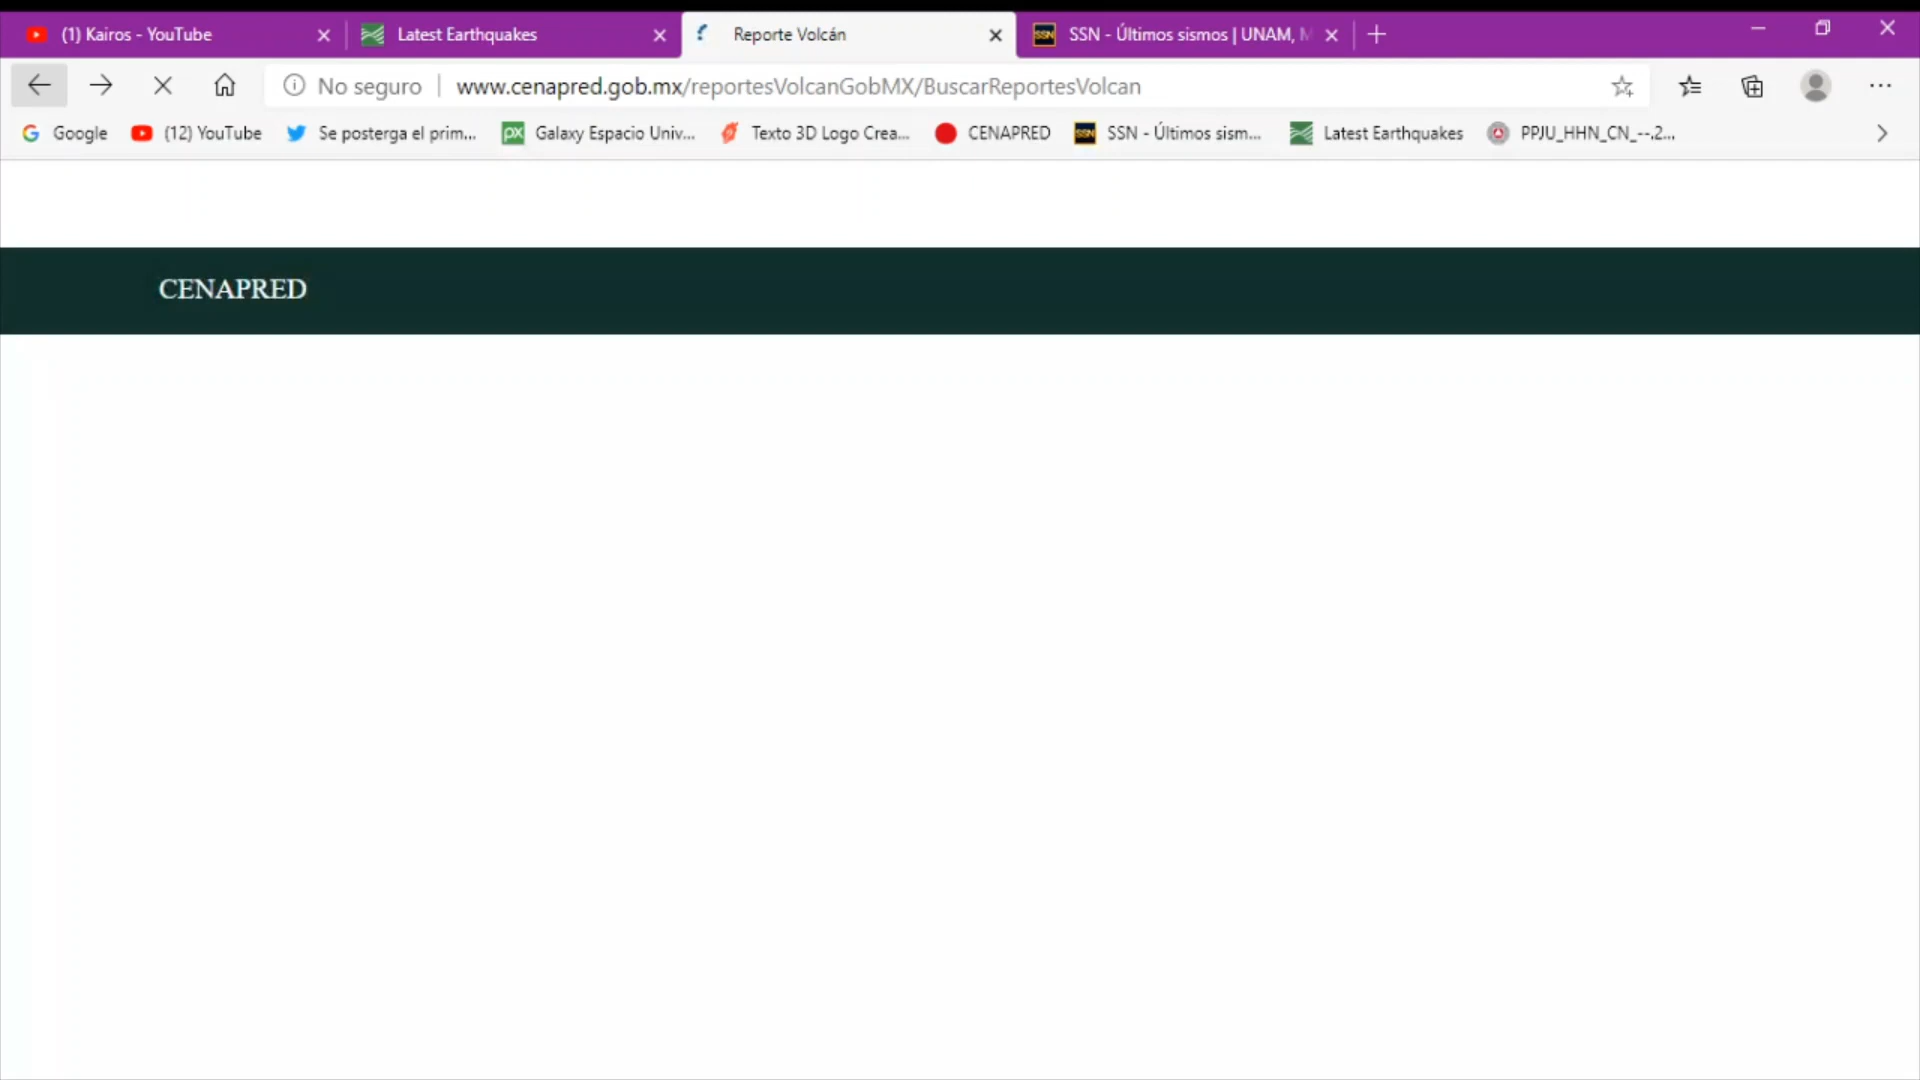 (1) Kairos - YouTube
Latest Earthquakes
Reporte Volcán
SSN - Últimos sismos | UNAM, M
No seguro
www.cenapred.gob.mx/reportesVolcanGobMX/BuscarReportesVolcan
Google
(12) YouTube
Se posterga el prim...
px
Galaxy Espacio Univ...
Texto 3D Logo Crea...
CENAPRED
SSN
SSN - Últimos sism...
Latest Earthquakes
PPJU_HHN_CN_--.2...
CENAPRED